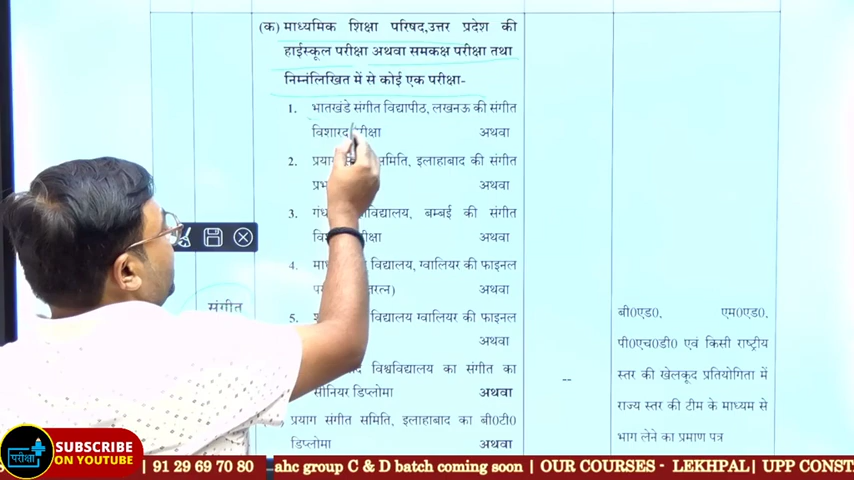 (क) माध्यमिक शिक्षा परिषद,उत्तर प्रदेश की
हाईस्कूल परीक्षा अथवा समकक्ष परीक्षा तथा
निम्नंलिखित में से कोई एक परीक्षा-
1. भातखंडे संगीत विद्यापीठ, लखनऊ की संगीत
विशारद परीक्षा अथवा
2. प्रयाग समिति, इलाहाबाद की संगीत
अथवा
3. बम्बई की संगीत
अथवा
4. विद्यालय, ग्वालियर की फाइनल
अथवा
संगीत
5. विद्यालय ग्वालियर की फाइनल
अथवा
विश्वविद्यालय का संगीत का
सीनियर डिप्लोमा अथवा
प्रयाग संगीत समिति, इलाहाबाद का बी0टी0
डिप्लोमा अथवा
--
बी0एड0, एम0एड0,
पी0एच0डी0 एवं किसी राष्ट्रीय
स्तर की खेलकूद प्रतियोगिता में
राज्य स्तर की टीम के माध्यम से
भाग लेने का प्रमाण पत्र
परीक्षा
SUBSCRIBE
ON YOUTUBE
| 91 29 69 70 80 ahc group C & D batch coming soon | OUR COURSES - LEKHPAL| UPP CONST